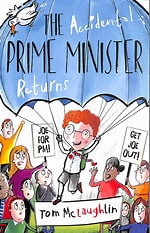 THE Accidental
PRIME MINISTER
Returns
JOE
FOR
PM!
GET
JOE
OUT!
TOM McLAUGHLIN